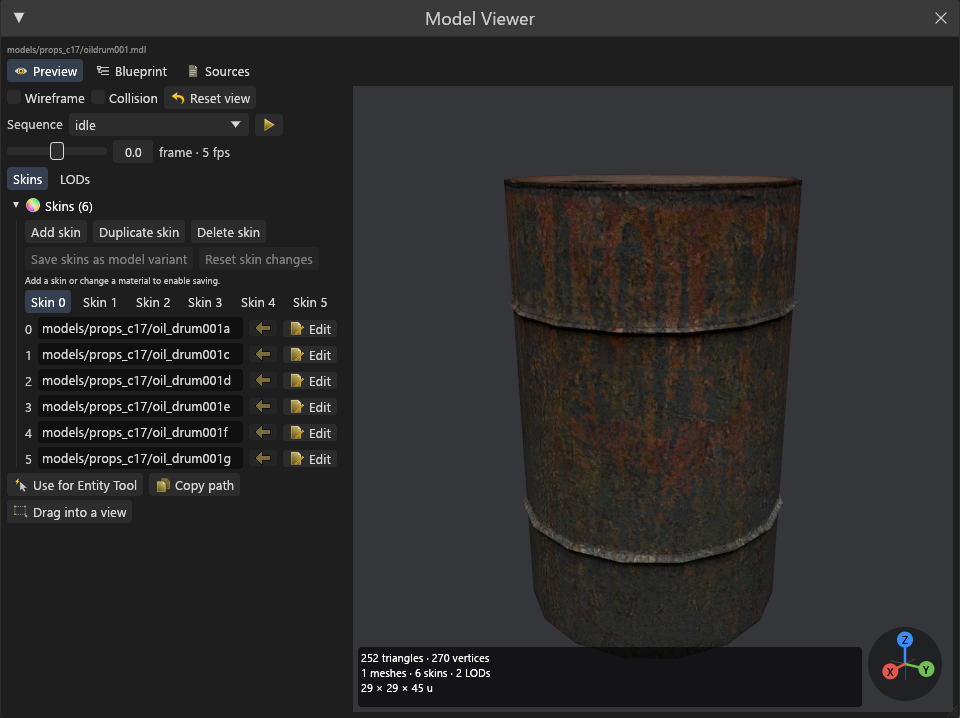 Model Viewer
models/props_c17/oildrum001.mdl
Preview Blueprint Sources
Wireframe Collision Reset view
Sequence idle
0.0 frame · 5 fps
Skins LODs
Skins (6)
Add skin Duplicate skin Delete skin
Save skins as model variant Reset skin changes
Add a skin or change a material to enable saving.
Skin 0 Skin 1 Skin 2 Skin 3 Skin 4 Skin 5
0 models/props_c17/oil_drum001a Edit
1 models/props_c17/oil_drum001c Edit
2 models/props_c17/oil_drum001d Edit
3 models/props_c17/oil_drum001e Edit
4 models/props_c17/oil_drum001f Edit
5 models/props_c17/oil_drum001g Edit
Use for Entity Tool Copy path
Drag into a view
252 triangles · 270 vertices
1 meshes · 6 skins · 2 LODs
29 × 29 × 45 u
Z
X Y